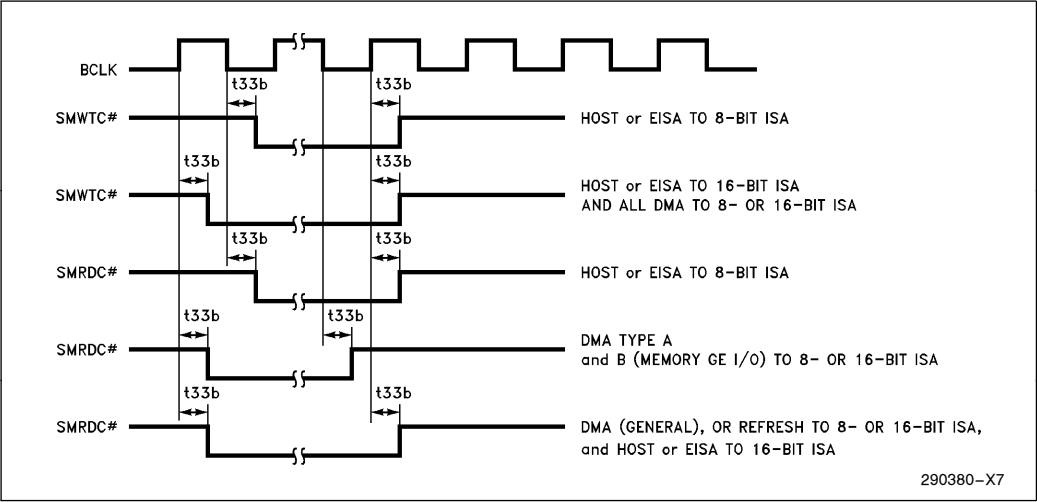 BCLK
t33b t33b
SMWTC# HOST or EISA TO 8-BIT ISA
t33b t33b
SMWTC# HOST or EISA TO 16-BIT ISA
AND ALL DMA TO 8- OR 16-BIT ISA
t33b t33b
SMRDC# HOST or EISA TO 8-BIT ISA
t33b t33b
SMRDC# DMA TYPE A
and B (MEMORY GE I/O) TO 8- OR 16-BIT ISA
t33b t33b
SMRDC# DMA (GENERAL), OR REFRESH TO 8- OR 16-BIT ISA,
and HOST or EISA TO 16-BIT ISA
290380-X7